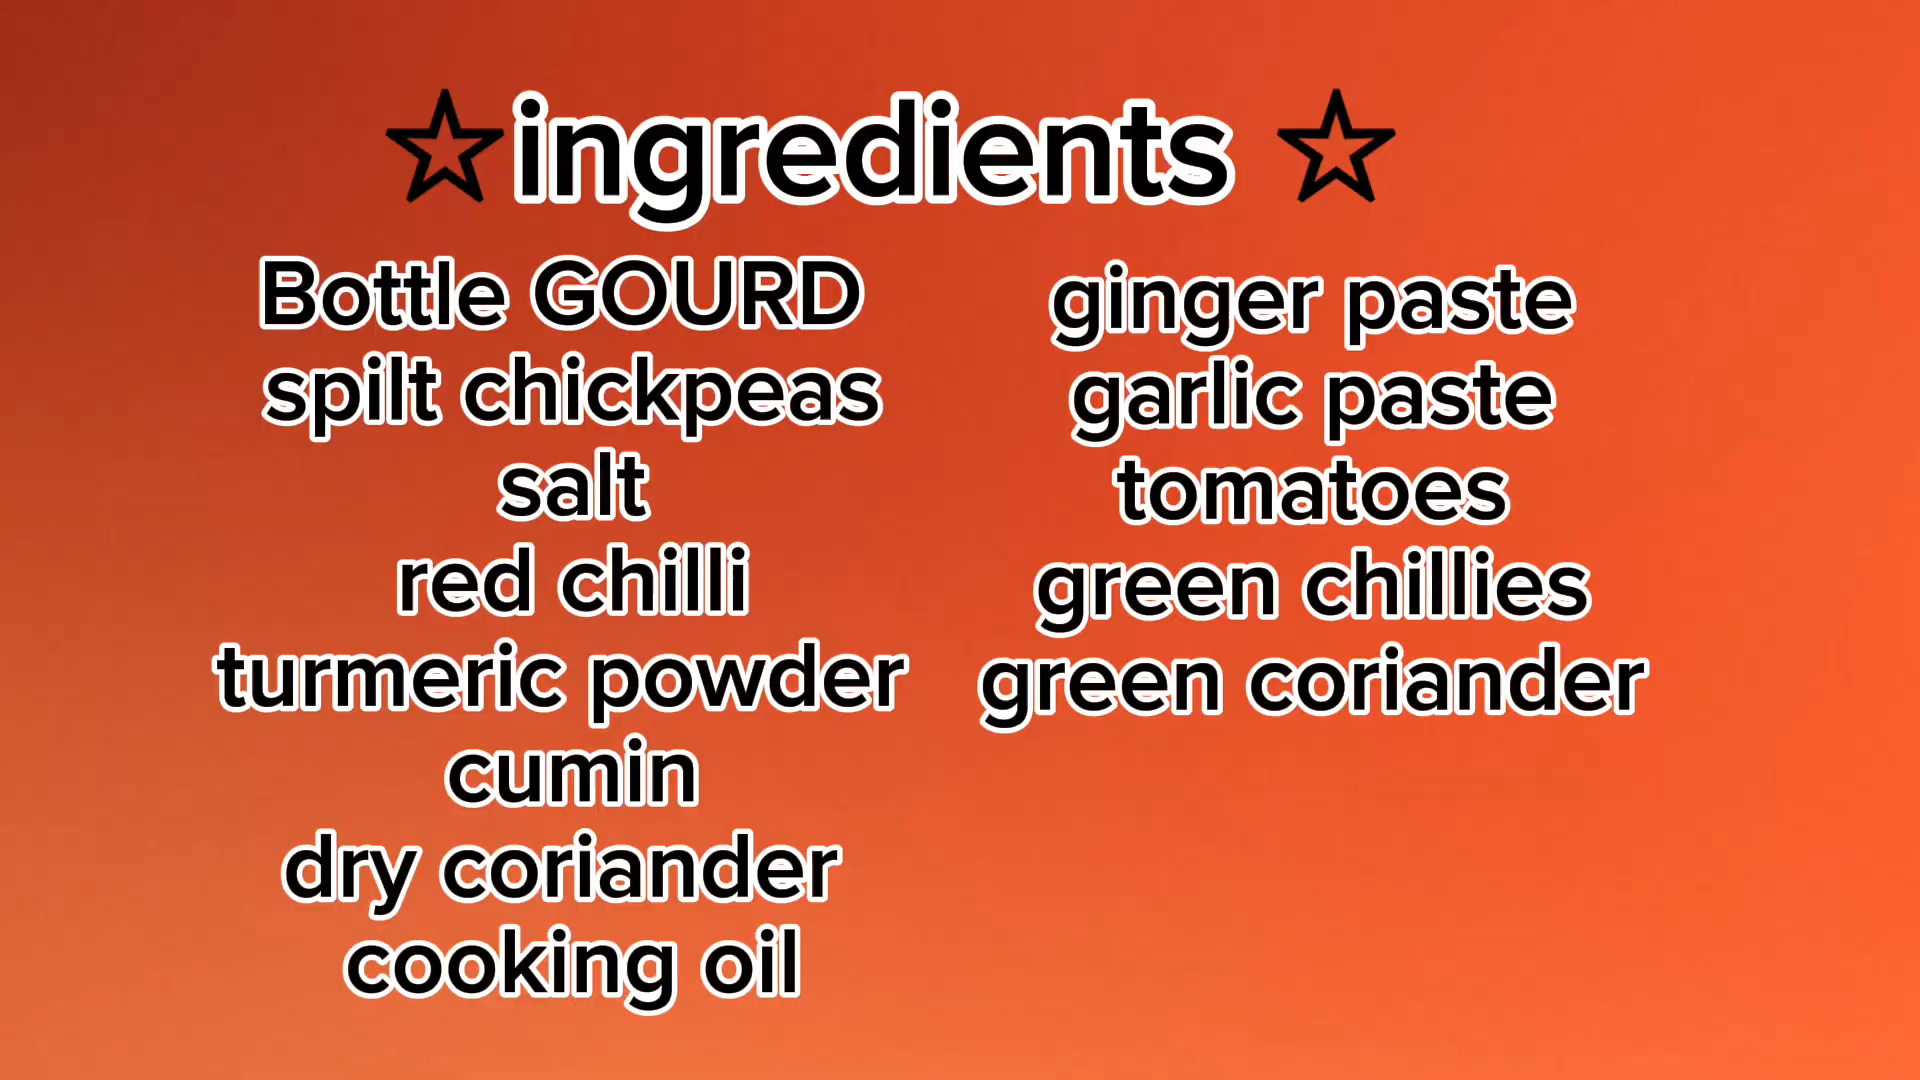 ☆ingredients ☆
Bottle GOURD
spilt chickpeas
salt
red chilli
turmeric powder
cumin
dry coriander
cooking oil
ginger paste
garlic paste
tomatoes
green chillies
green coriander